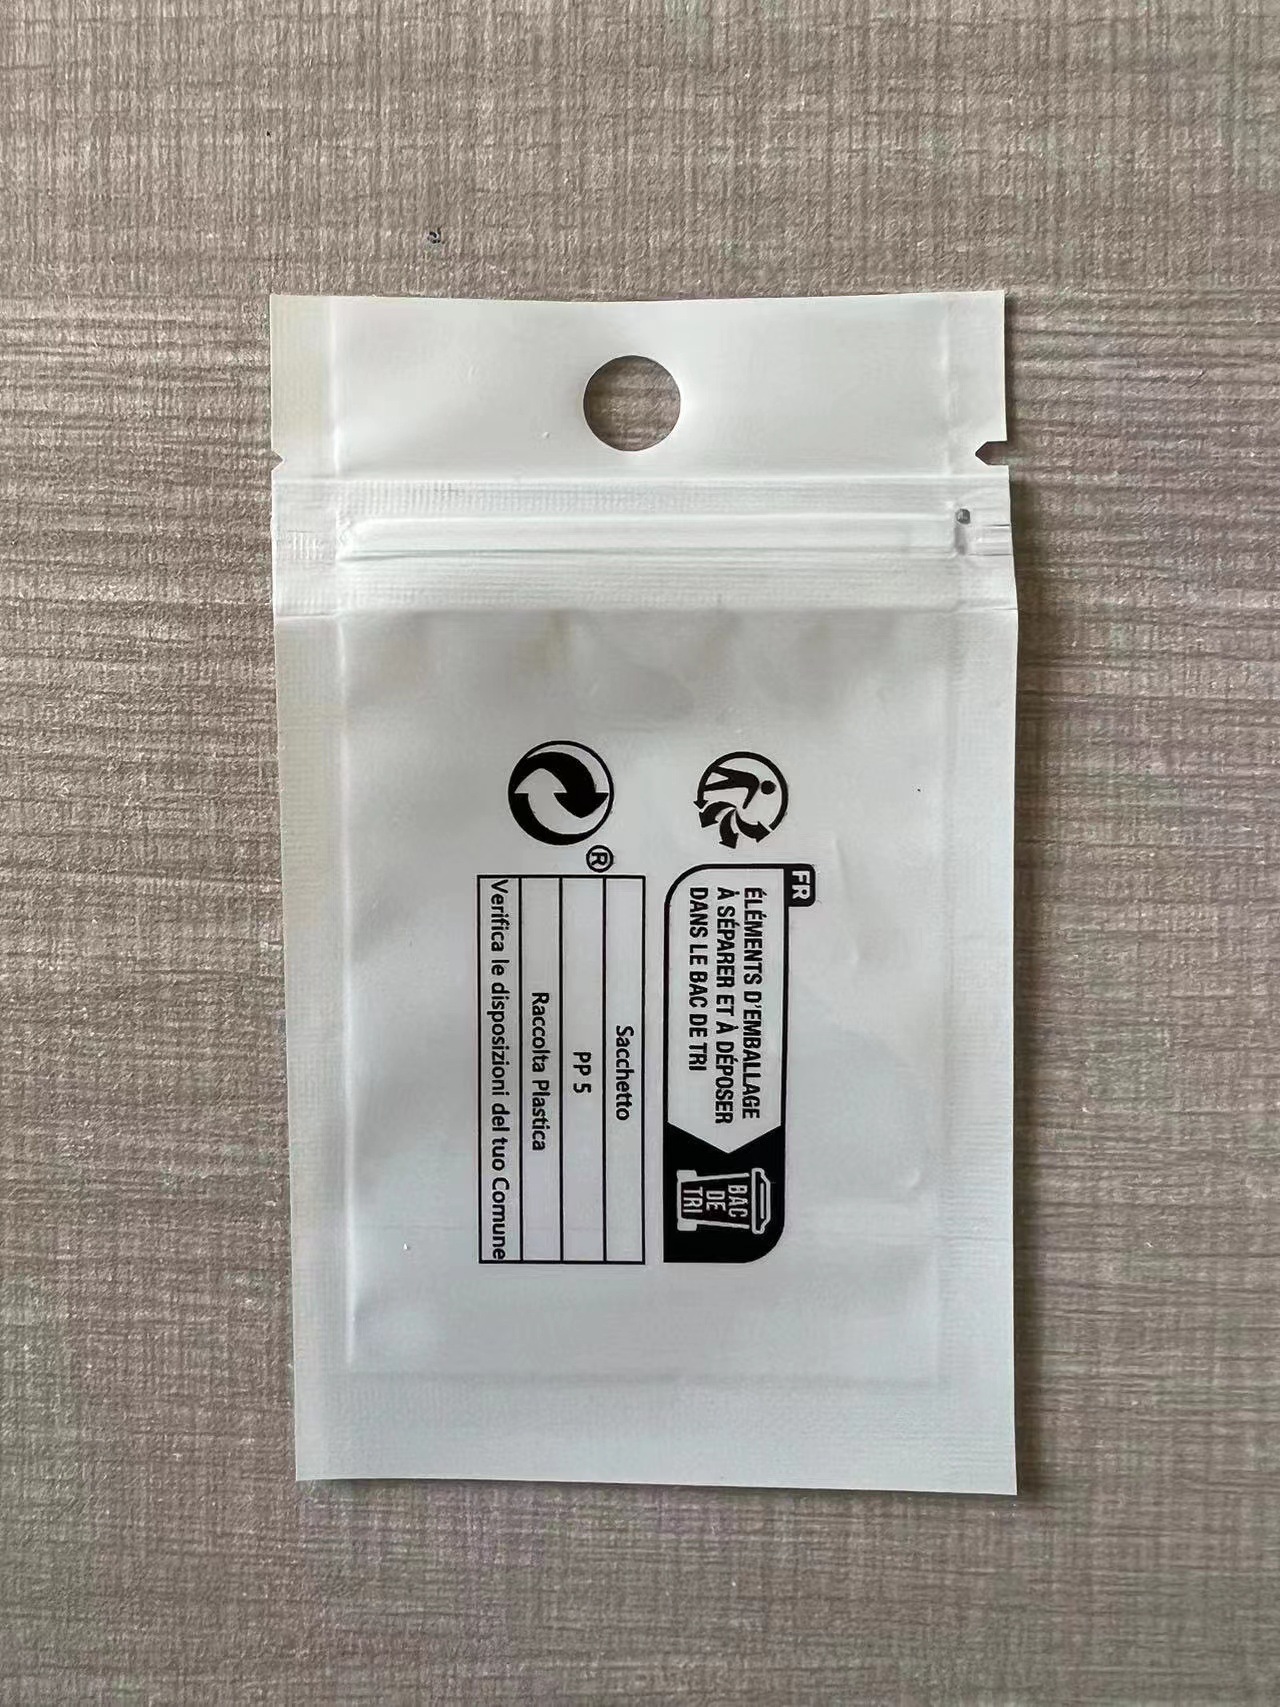 FR
ÉLÉMENTS D'EMBALLAGE
À SÉPARER ET À DÉPOSER
DANS LE BAC DE TRI
BAC
DE
TRI
®
Sacchetto
PP 5
Raccolta Plastica
Verifica le disposizioni del tuo Comune